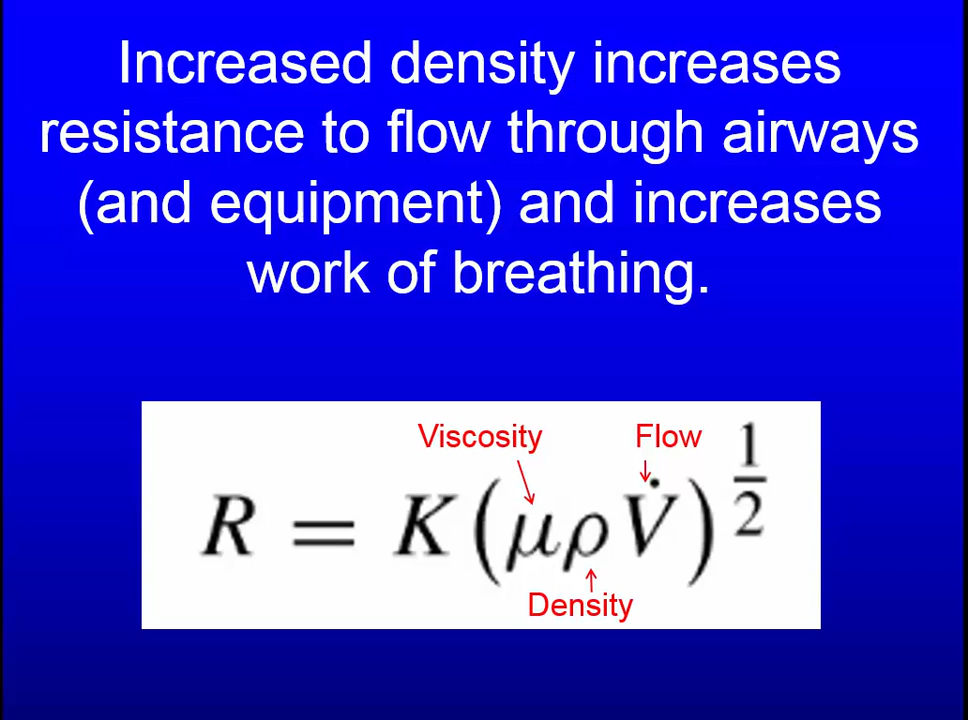 Increased density increases
resistance to flow through airways
(and equipment) and increases
work of breathing.
Viscosity Flow
R = K(μρV̇)^½
Density